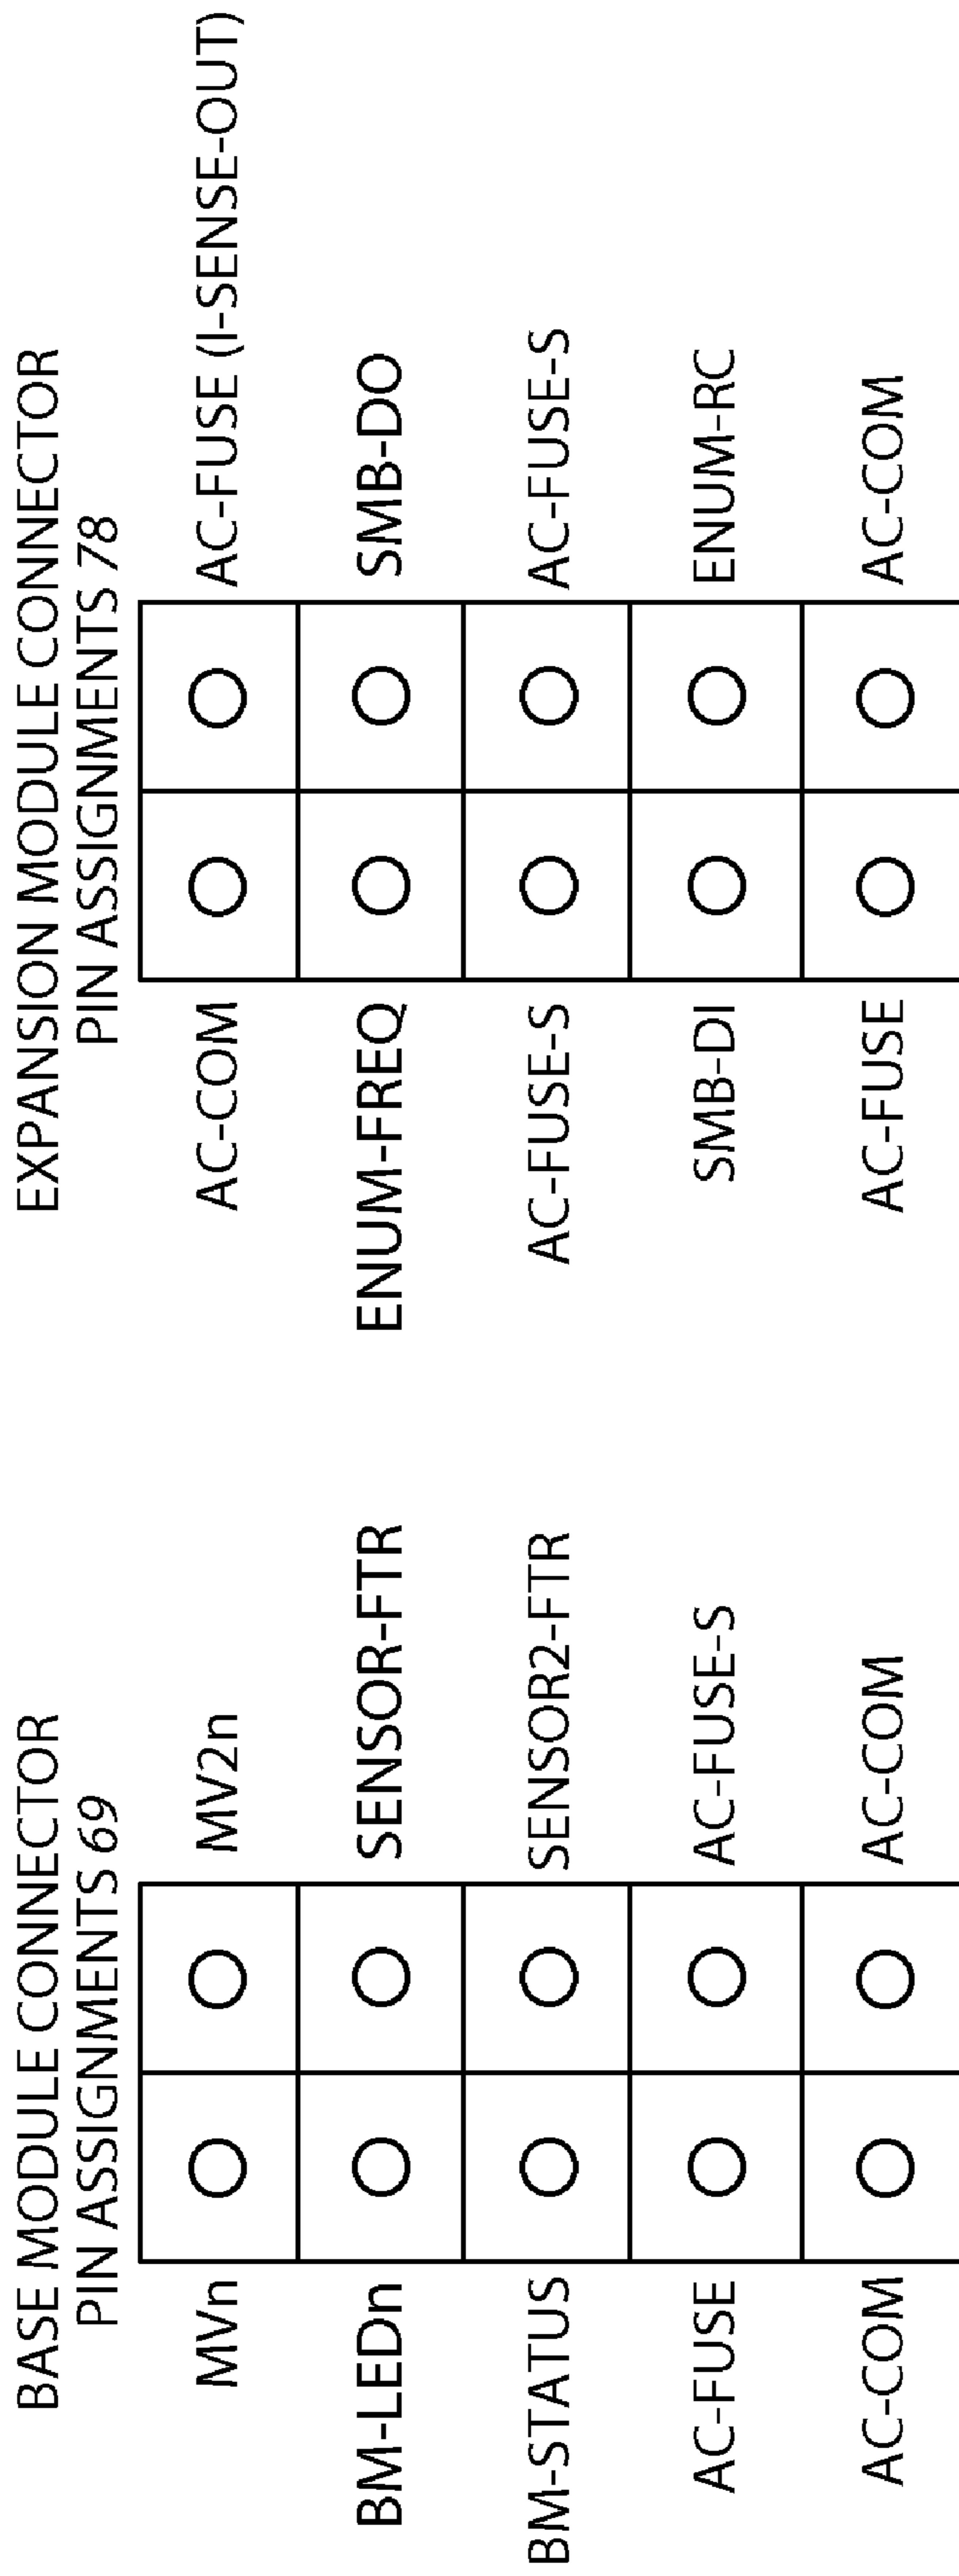 BASE MODULE CONNECTOR
PIN ASSIGNMENTS 69
MVn
MV2n
BM-LEDn
SENSOR-FTR
BM-STATUS
SENSOR2-FTR
AC-FUSE
AC-FUSE-S
AC-COM
AC-COM
EXPANSION MODULE CONNECTOR
PIN ASSIGNMENTS 78
AC-COM
AC-FUSE (I-SENSE-OUT)
ENUM-FREQ
SMB-DO
AC-FUSE-S
AC-FUSE-S
SMB-DI
ENUM-RC
AC-FUSE
AC-COM